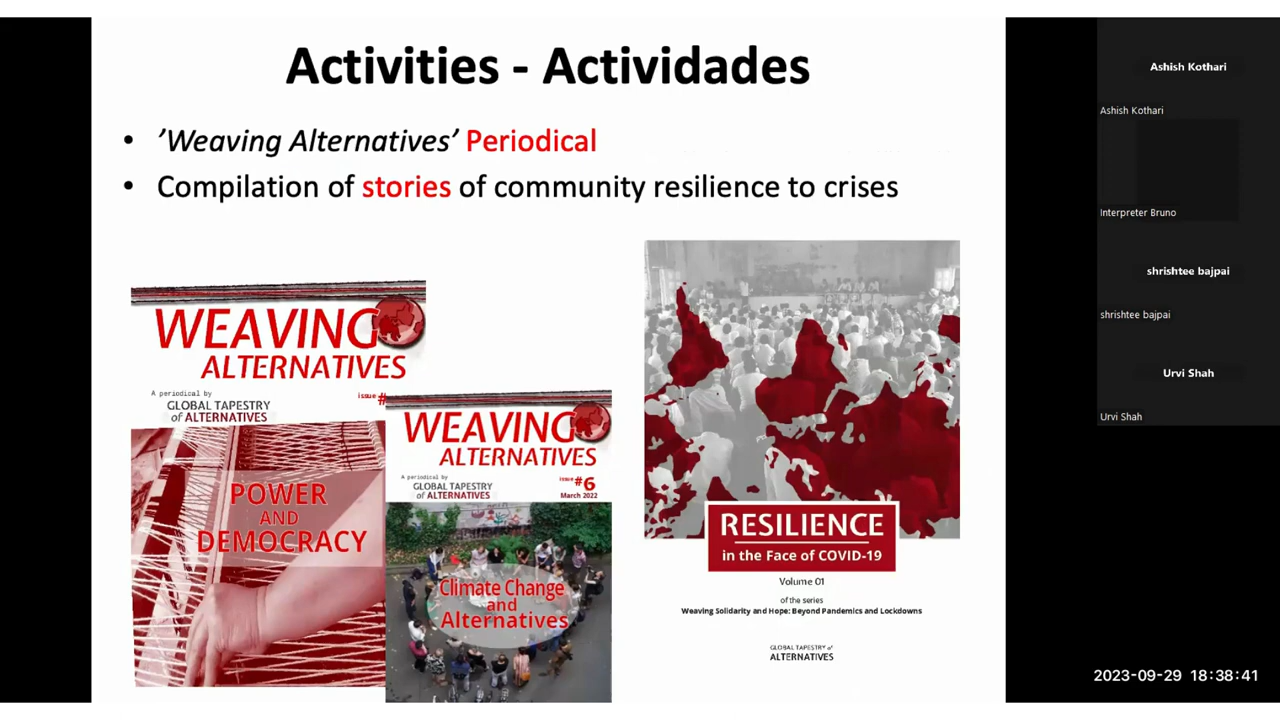 Activities - Actividades
• ’Weaving Alternatives’ Periodical
• Compilation of stories of community resilience to crises
WEAVING
ALTERNATIVES
A periodical by
GLOBAL TAPESTRY
of ALTERNATIVES
issue #
POWER
AND
DEMOCRACY
WEAVING
ALTERNATIVES
A periodical by
GLOBAL TAPESTRY
of ALTERNATIVES
issue #6
March 2022
Climate Change
and
Alternatives
RESILIENCE
in the Face of COVID-19
Volume 01
of the series
Weaving Solidarity and Hope: Beyond Pandemics and Lockdowns
GLOBAL TAPESTRY of
ALTERNATIVES
Ashish Kothari
Ashish Kothari
Interpreter Bruno
shrishtee bajpai
shrishtee bajpai
Urvi Shah
Urvi Shah
2023-09-29 18:38:41